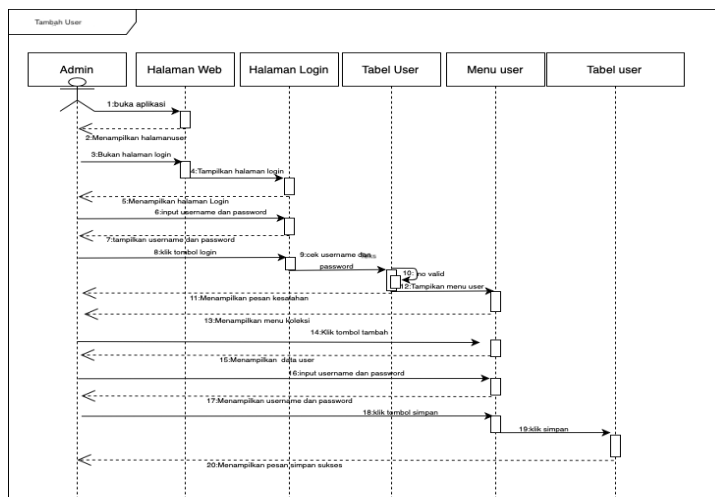 Tambah User
Admin
Halaman Web
Halaman Login
Tabel User
Menu user
Tabel user
1:buka aplikasi
2:Menampilkan halamanuser
3:Bukan halaman login
4:Tampilkan halaman login
5:Menampilkan halaman Login
6:input username dan password
7:tampilkan username dan password
8:klik tombol login
9:cek username dan
password
10: no valid
11:Menampilkan pesan kesalahan
12:Tampikan menu user
13:Menampilkan menu koleksi
14:Klik tombol tambah
15:Menampilkan data user
16:input username dan password
17:Menampilkan username dan password
18:klik tombol simpan
19:klik simpan
20:Menampilkan pesan simpan sukses